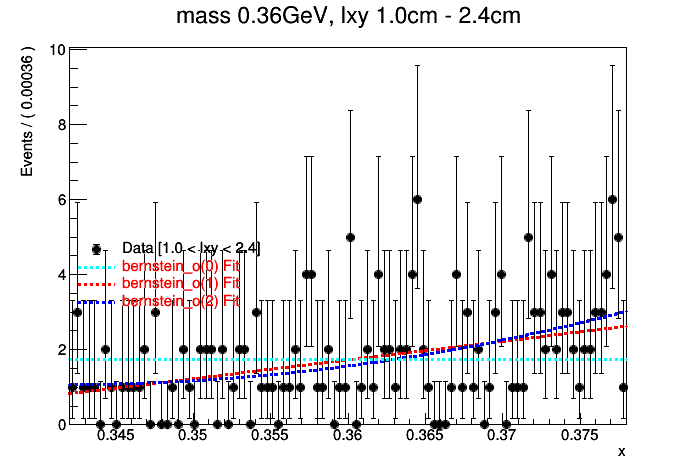 mass 0.36GeV, lxy 1.0cm - 2.4cm
Events / ( 0.00036 )
10
8
6
4
2
0
Data [1.0 < lxy < 2.4]
bernstein_o(0) Fit
bernstein_o(1) Fit
bernstein_o(2) Fit
0.345 0.35 0.355 0.36 0.365 0.37 0.375
x